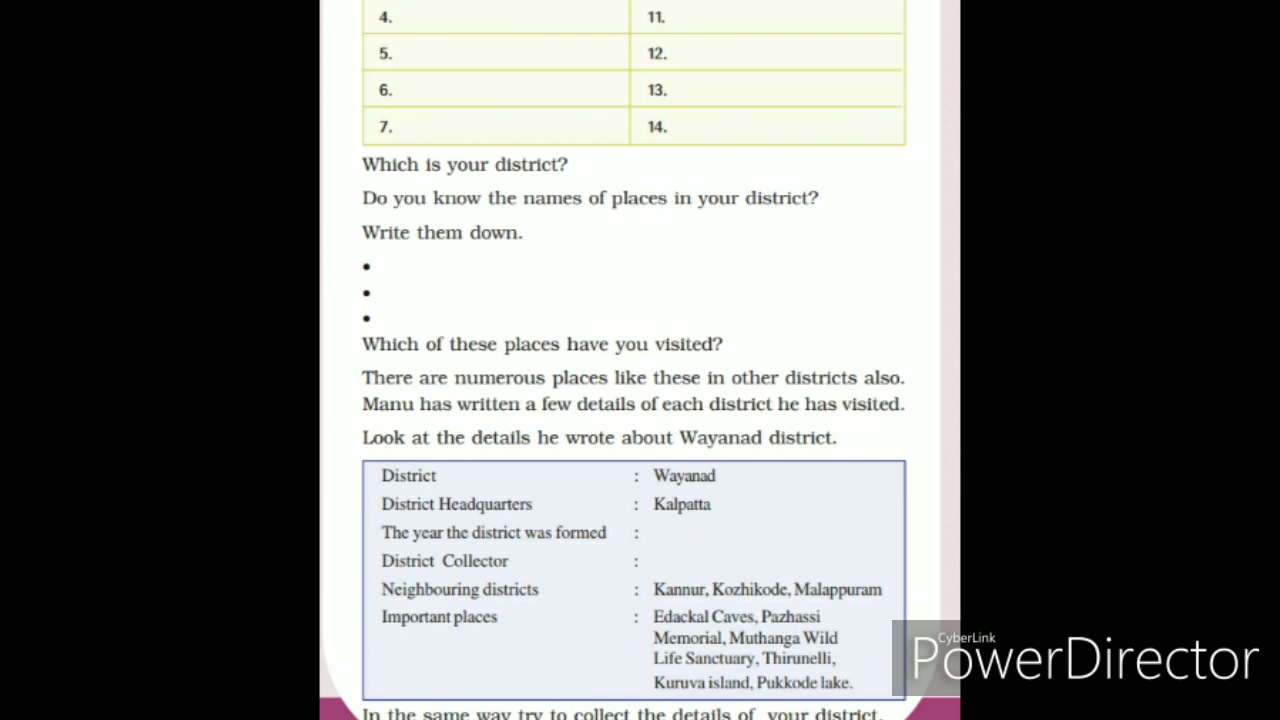 4. 11.
5. 12.
6. 13.
7. 14.
Which is your district?
Do you know the names of places in your district?
Write them down.
•
•
•
Which of these places have you visited?
There are numerous places like these in other districts also.
Manu has written a few details of each district he has visited.
Look at the details he wrote about Wayanad district.
District : Wayanad
District Headquarters : Kalpatta
The year the district was formed :
District Collector :
Neighbouring districts : Kannur, Kozhikode, Malappuram
Important places : Edackal Caves, Pazhassi
Memorial, Muthanga Wild
Life Sanctuary, Thirunelli,
Kuruva island, Pukkode lake.
In the same way try to collect the details of your district.
CyberLink
PowerDirector